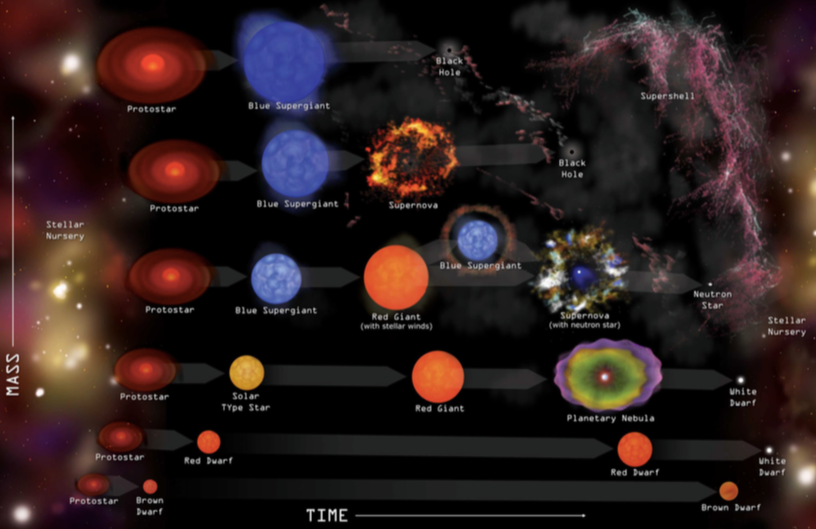 Protostar
Blue Supergiant
Black
Hole
Supershell
Protostar
Blue Supergiant
Supernova
Black
Hole
Stellar
Nursery
Protostar
Blue Supergiant
Red Giant
(with stellar winds)
Blue Supergiant
Supernova
(with neutron star)
Neutron
Star
Stellar
Nursery
MASS
Protostar
Solar
TYpe Star
Red Giant
Planetary Nebula
White
Dwarf
Protostar
Red Dwarf
Red Dwarf
White
Dwarf
Protostar
Brown
Dwarf
Brown Dwarf
TIME